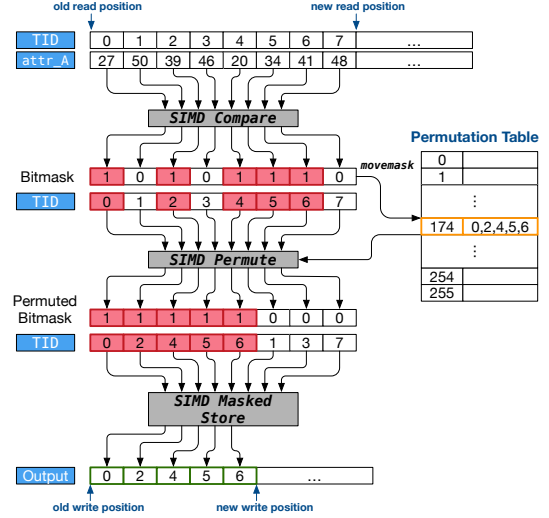 old read position new read position
TID 0 1 2 3 4 5 6 7 ...
attr_A 27 50 39 46 20 34 41 48 ...
SIMD Compare
Permutation Table
0
Bitmask 1 0 1 0 1 1 1 0 movemask
1
TID 0 1 2 3 4 5 6 7
⋮
174 0,2,4,5,6
SIMD Permute
⋮
254
255
Permuted
Bitmask 1 1 1 1 1 0 0 0
TID 0 2 4 5 6 1 3 7
SIMD Masked
Store
Output 0 2 4 5 6 ...
old write position new write position